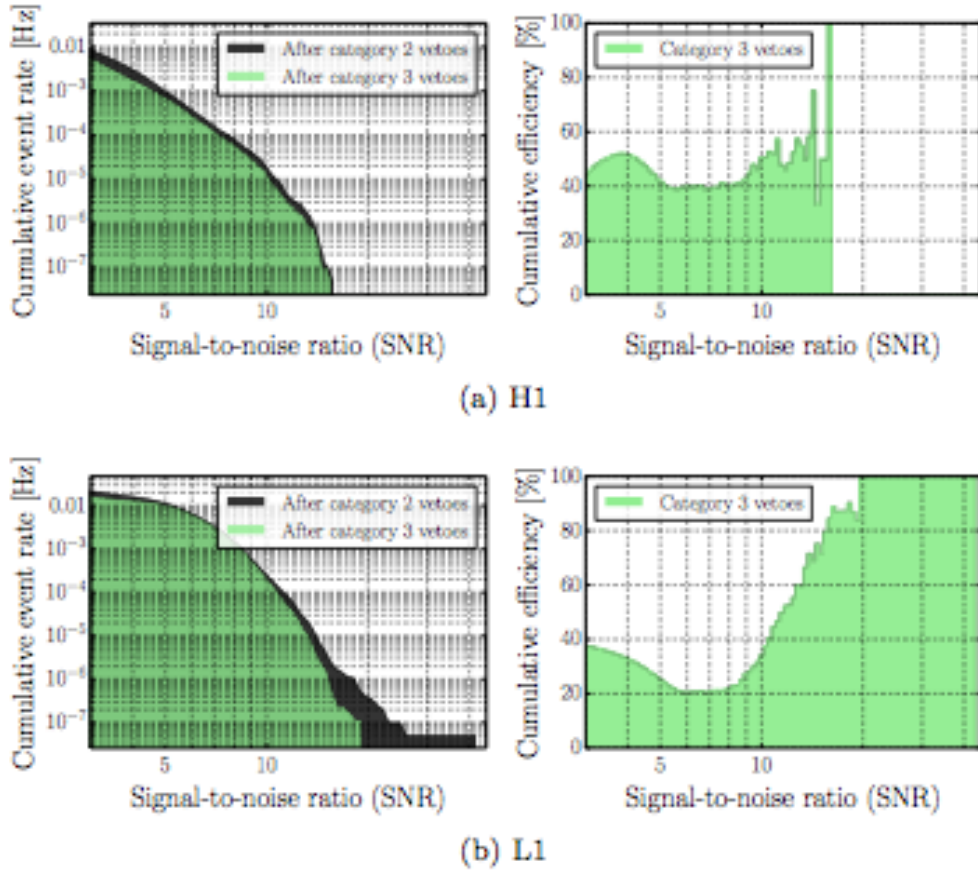 Cumulative event rate [Hz]
0.01
10⁻³
10⁻⁴
10⁻⁵
10⁻⁶
10⁻⁷
After category 2 vetoes
After category 3 vetoes
5
10
Signal-to-noise ratio (SNR)
Cumulative efficiency [%]
100
80
60
40
20
0
Category 3 vetoes
5
10
Signal-to-noise ratio (SNR)
(a) H1
Cumulative event rate [Hz]
0.01
10⁻³
10⁻⁴
10⁻⁵
10⁻⁶
10⁻⁷
After category 2 vetoes
After category 3 vetoes
5
10
Signal-to-noise ratio (SNR)
Cumulative efficiency [%]
100
80
60
40
20
0
Category 3 vetoes
5
10
Signal-to-noise ratio (SNR)
(b) L1